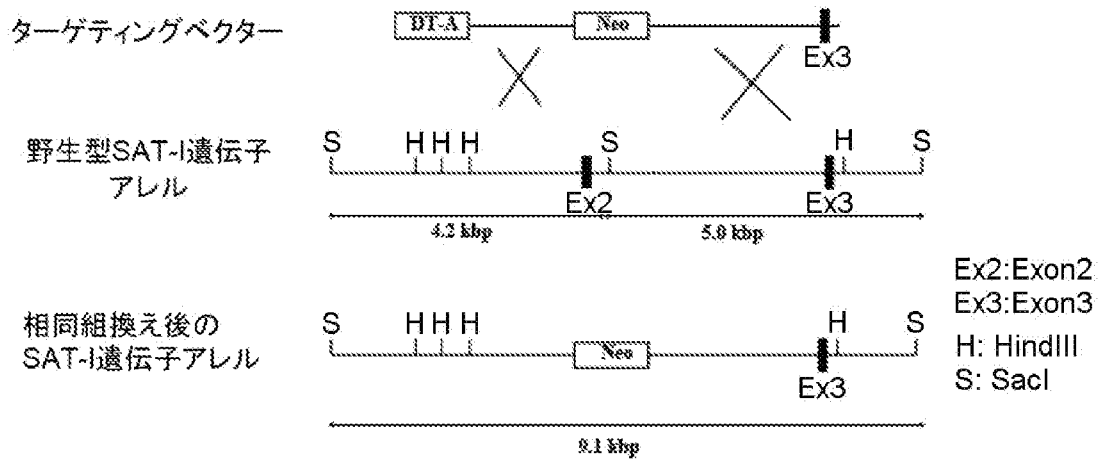 ターゲティングベクター
DT-A
Neo
Ex3
野生型SAT-I遺伝子
アレル
S
H H H
S
H
S
Ex2
Ex3
4.2 kbp
5.0 kbp
Ex2:Exon2
Ex3:Exon3
H: HindIII
S: SacI
相同組換え後の
SAT-I遺伝子アレル
S
H H H
Neo
H
S
Ex3
9.1 kbp